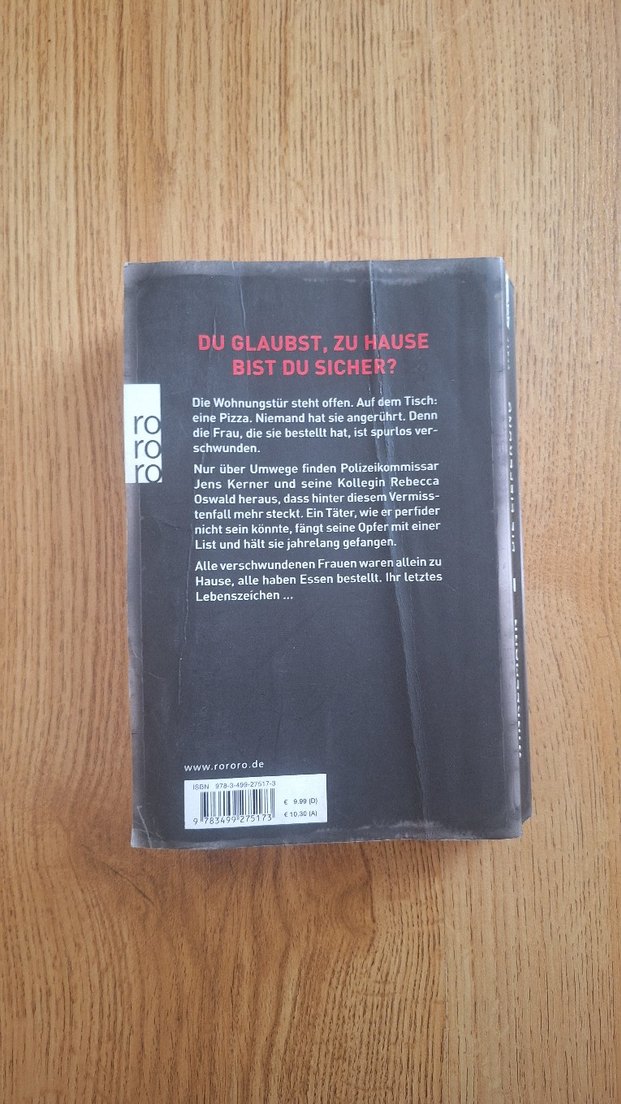 DU GLAUBST, ZU HAUSE
BIST DU SICHER?
Die Wohnungstür steht offen. Auf dem Tisch:
eine Pizza. Niemand hat sie angerührt. Denn
die Frau, die sie bestellt hat, ist spurlos ver-
schwunden.
Nur über Umwege finden Polizeikommissar
Jens Kerner und seine Kollegin Rebecca
Oswald heraus, dass hinter diesem Vermiss-
tenfall mehr steckt. Ein Täter, wie er perfider
nicht sein könnte, fängt seine Opfer mit einer
List und hält sie jahrelang gefangen.
Alle verschwundenen Frauen waren allein zu
Hause, alle haben Essen bestellt. Ihr letztes
Lebenszeichen ...
ro
ro
ro
www.rororo.de
ISBN 978-3-499-27517-3
€ 9,99 (D)
€ 10,30 (A)
9 783499 275173
WINKELMANN
DIE LIEFERUNG